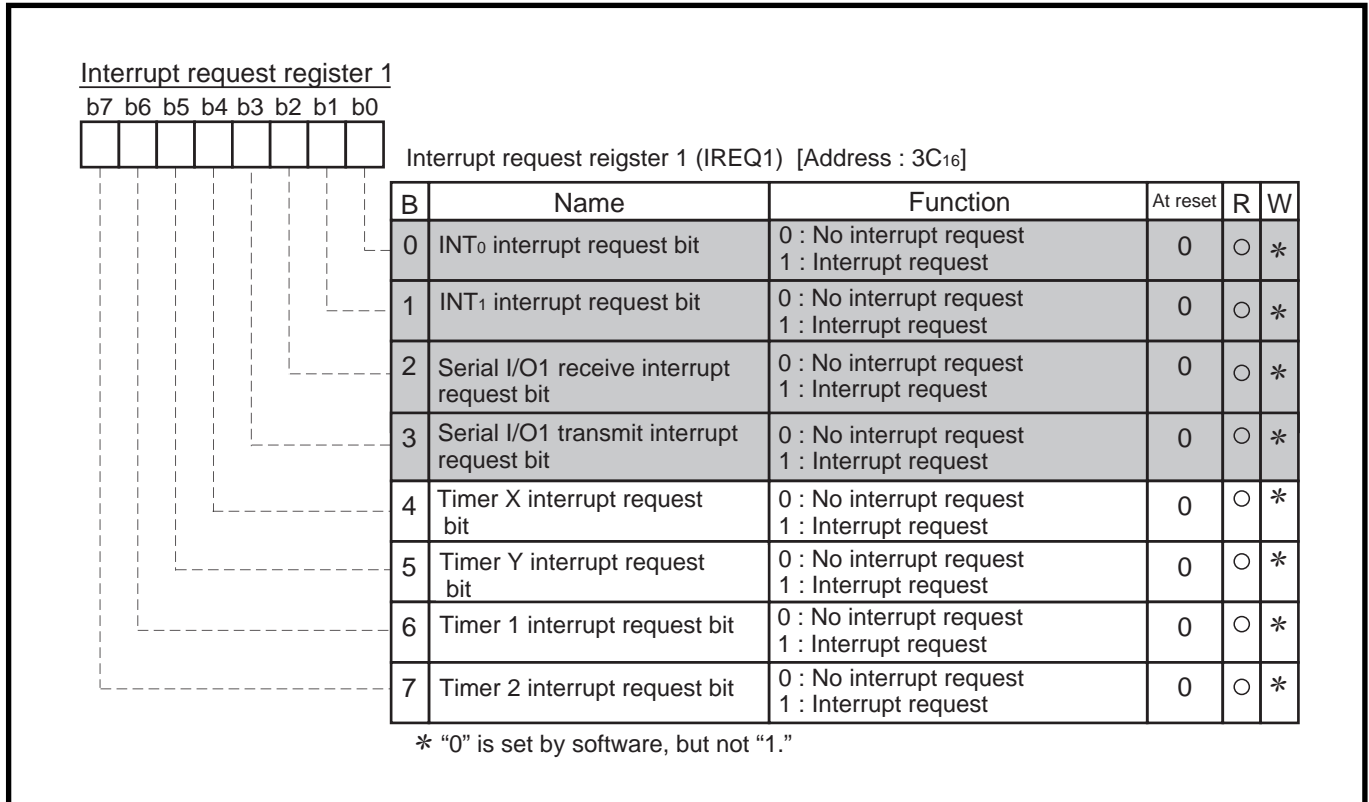 Interrupt request register 1
b7 b6 b5 b4 b3 b2 b1 b0
Interrupt request reigster 1 (IREQ1) [Address : 3C16]
B Name Function At reset R W
0 INT0 interrupt request bit 0 : No interrupt request 0 ○ *
1 : Interrupt request
1 INT1 interrupt request bit 0 : No interrupt request 0 ○ *
1 : Interrupt request
2 Serial I/O1 receive interrupt 0 : No interrupt request 0 ○ *
request bit 1 : Interrupt request
3 Serial I/O1 transmit interrupt 0 : No interrupt request 0 ○ *
request bit 1 : Interrupt request
4 Timer X interrupt request 0 : No interrupt request 0 ○ *
bit 1 : Interrupt request
5 Timer Y interrupt request 0 : No interrupt request 0 ○ *
bit 1 : Interrupt request
6 Timer 1 interrupt request bit 0 : No interrupt request 0 ○ *
1 : Interrupt request
7 Timer 2 interrupt request bit 0 : No interrupt request 0 ○ *
1 : Interrupt request
* “0” is set by software, but not “1.”